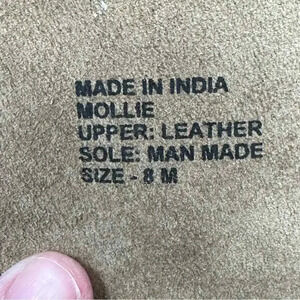 MADE IN INDIA
MOLLIE
UPPER: LEATHER
SOLE: MAN MADE
SIZE - 8 M